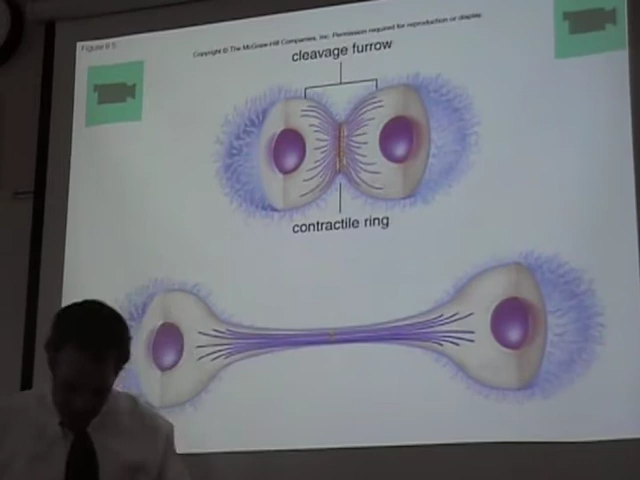 Figure 9.5
Copyright © The McGraw-Hill Companies, Inc. Permission required for reproduction or display.
cleavage furrow
contractile ring